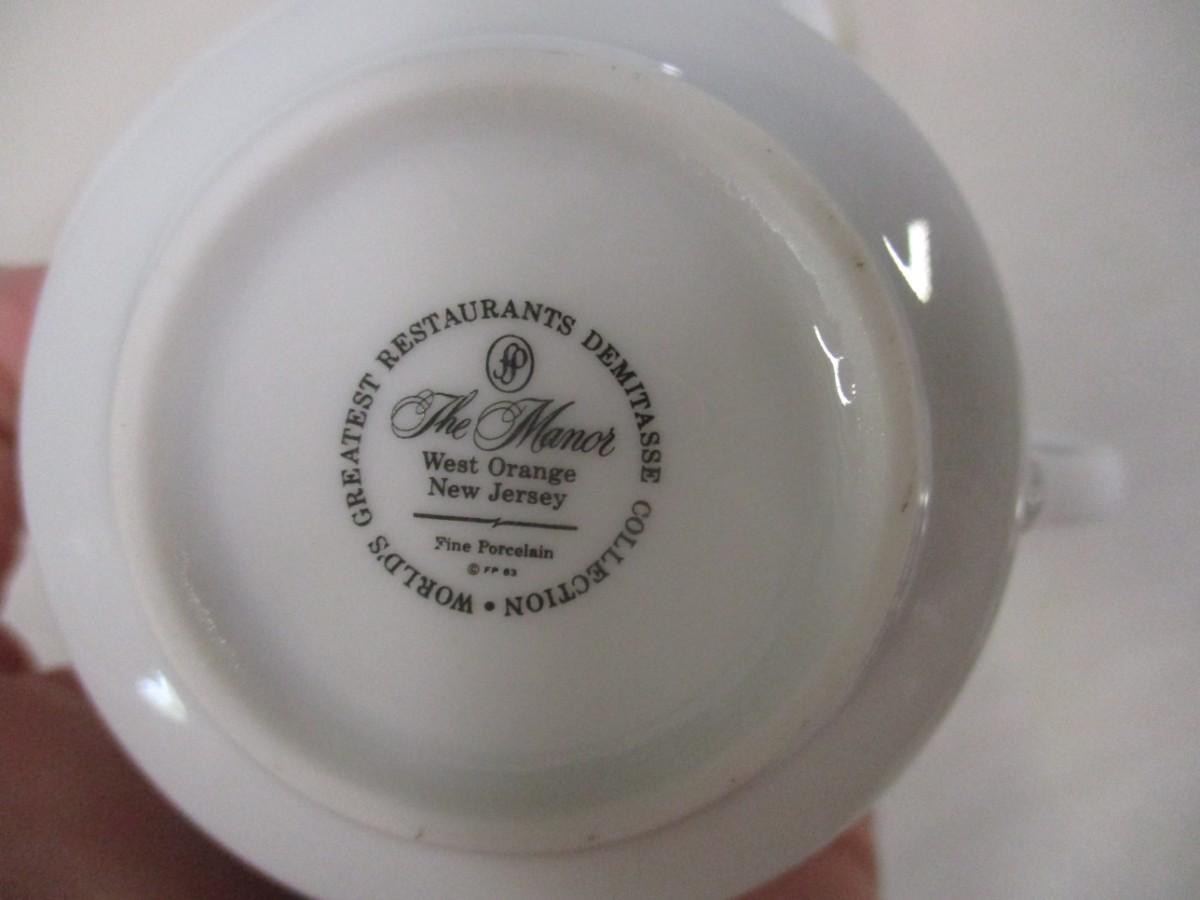 WORLD'S GREATEST RESTAURANTS DEMITASSE COLLECTION •
FP
The Manor
West Orange
New Jersey
Fine Porcelain
© FP 83